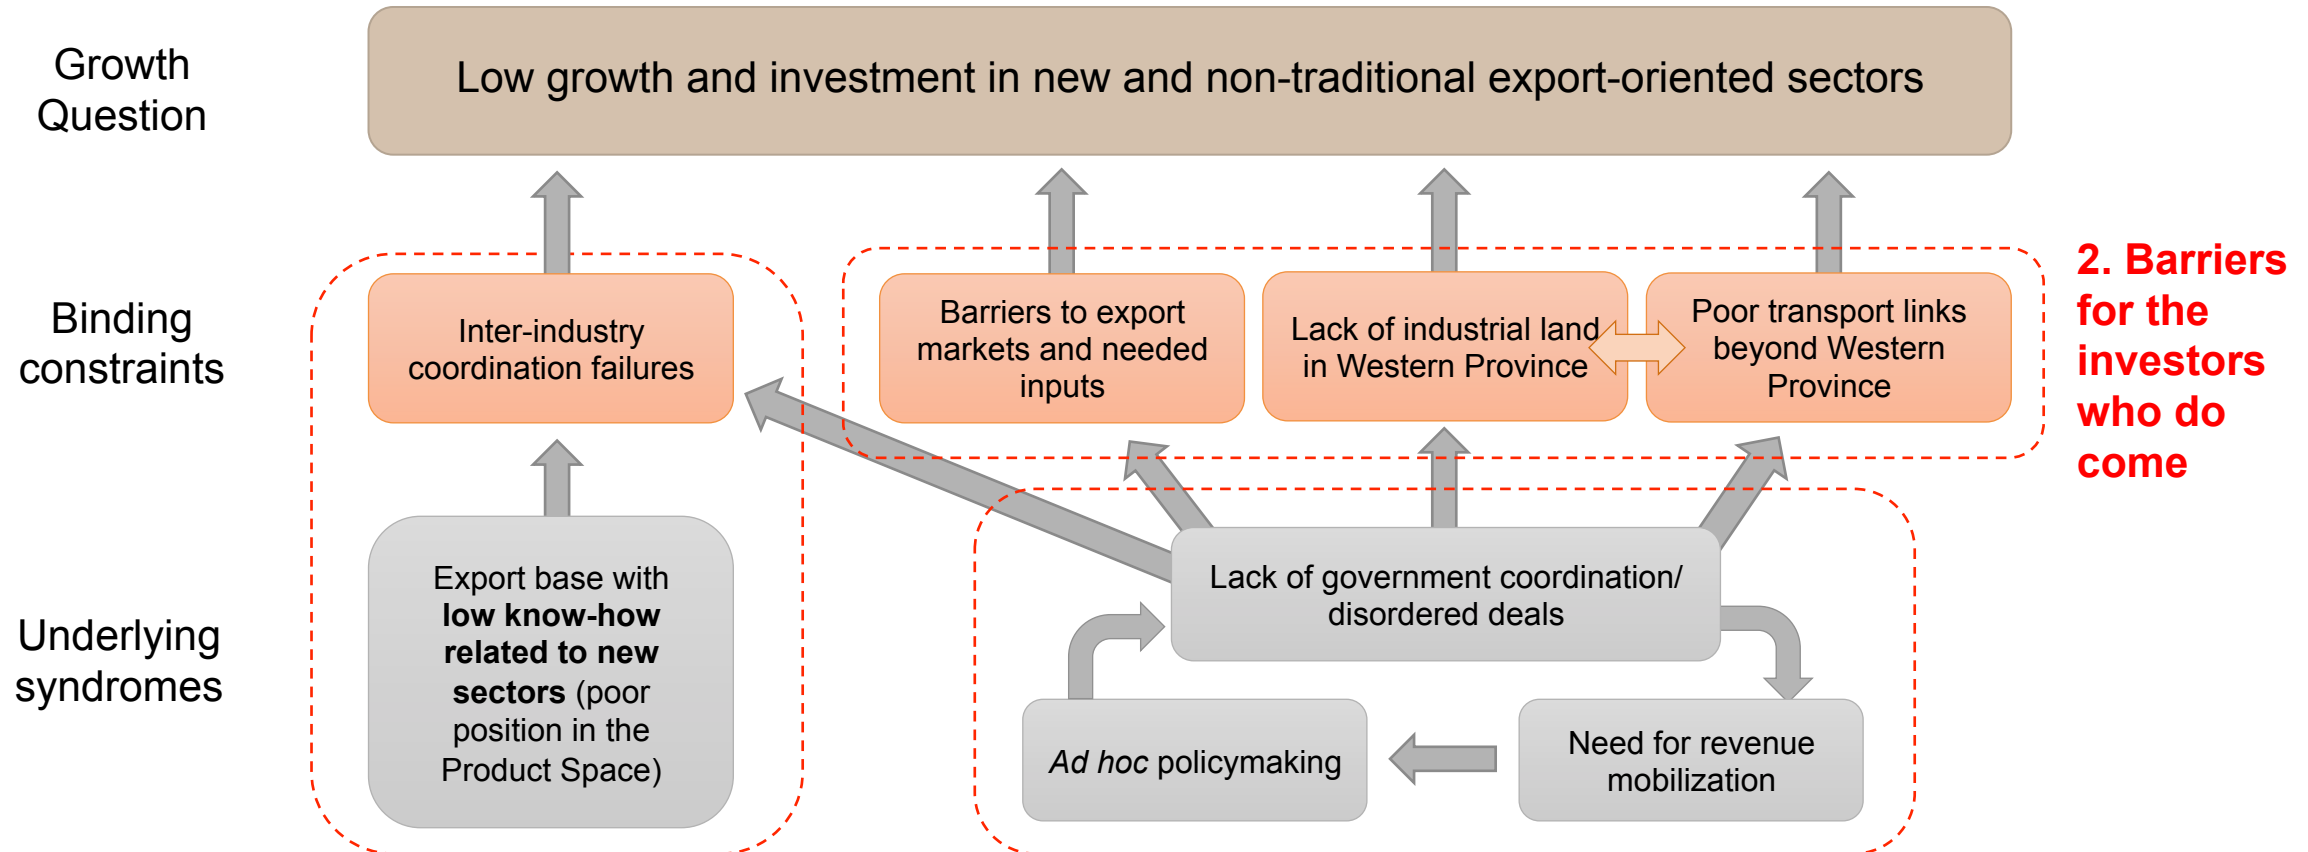 Growth
Question
Low growth and investment in new and non-traditional export-oriented sectors
Binding
constraints
Inter-industry
coordination failures
Barriers to export
markets and needed
inputs
Lack of industrial land
in Western Province
Poor transport links
beyond Western
Province
2. Barriers
for the
investors
who do
come
Underlying
syndromes
Export base with
low know-how
related to new
sectors (poor
position in the
Product Space)
Lack of government coordination/
disordered deals
Ad hoc policymaking
Need for revenue
mobilization